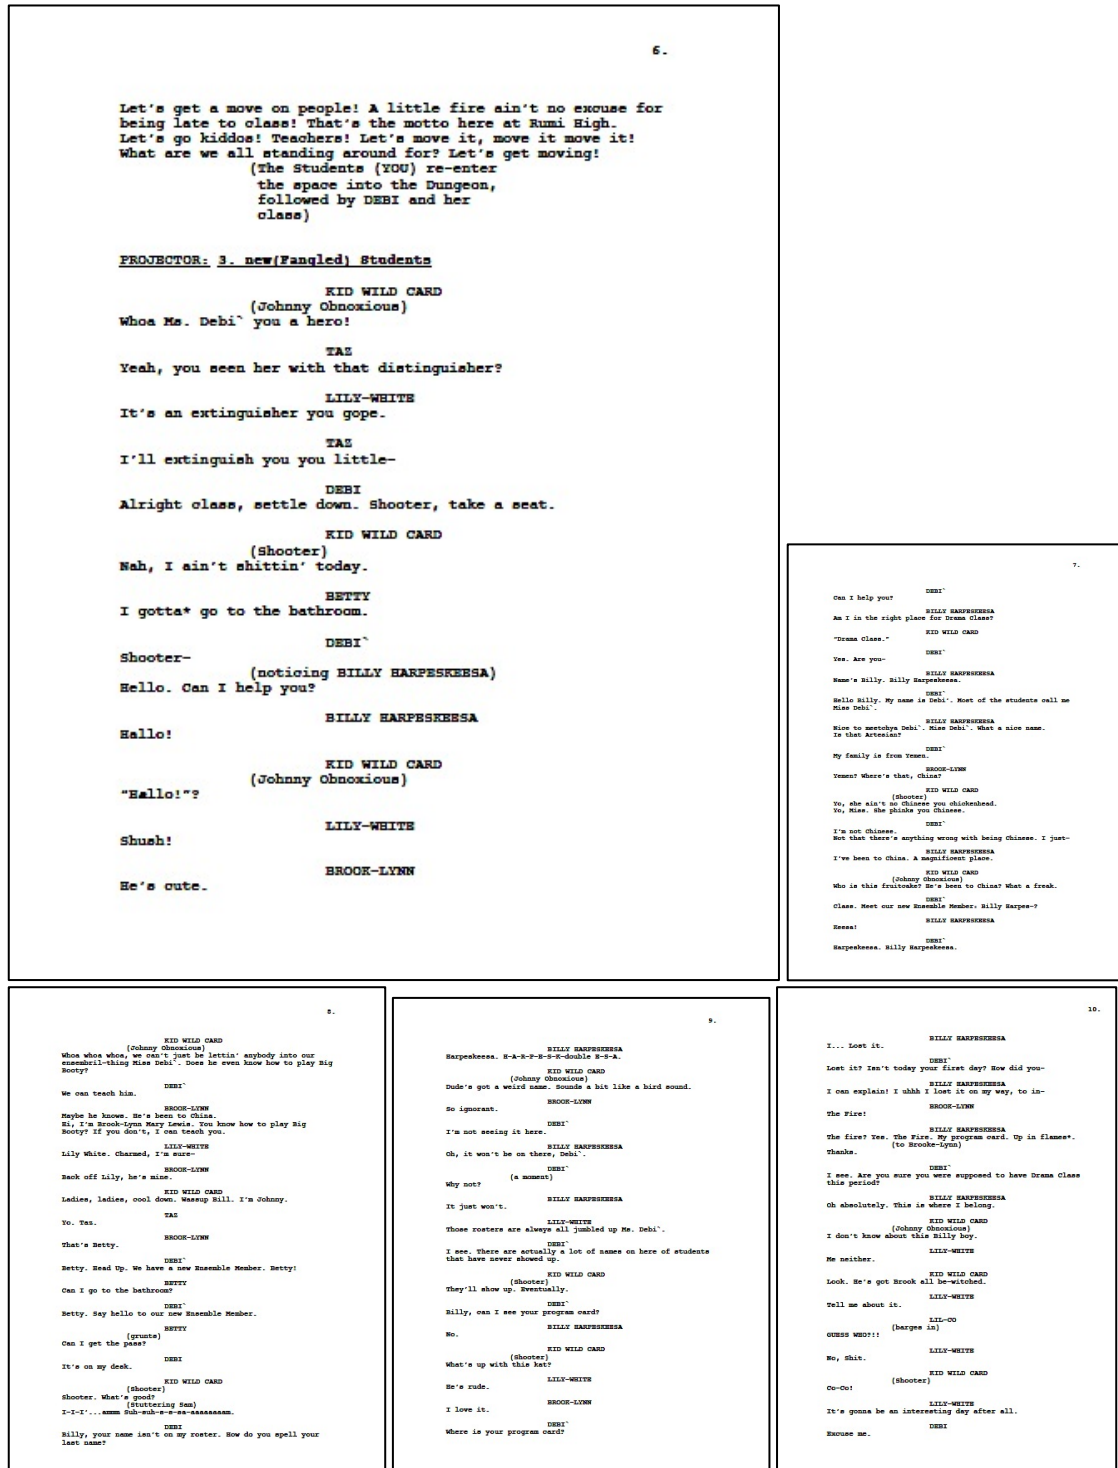 6.
Let's get a move on people! A little fire ain't no excuse for
being late to class! That's the motto here at Rumi High.
Let's go kiddos! Teachers! Let's move it, move it move it!
What are we all standing around for? Let's get moving!
(The Students (YOU) re-enter
the space into the Dungeon,
followed by DEBI and her
class)
PROJECTOR: 3. new(Fangled) Students
KID WILD CARD
(Johnny Obnoxious)
Whoa Ms. Debi` you a hero!
TAZ
Yeah, you seen her with that distinguisher?
LILY-WHITE
It's an extinguisher you gope.
TAZ
I'll extinguish you you little-
DEBI
Alright class, settle down. Shooter, take a seat.
KID WILD CARD
(Shooter)
Nah, I ain't shittin' today.
BETTY
I gotta* go to the bathroom.
DEBI`
Shooter-
(noticing BILLY HARPESKEESA)
Hello. Can I help you?
BILLY HARPESKEESA
Hallo!
KID WILD CARD
(Johnny Obnoxious)
"Hallo!"?
LILY-WHITE
Shush!
BROOK-LYNN
He's cute.
7.
DEBI`
Can I help you?
BILLY HARPESKEESA
Am I in the right place for Drama Class?
KID WILD CARD
"Drama Class."
DEBI`
Yes. Are you-
BILLY HARPESKEESA
Name's Billy. Billy Harpeskeesa.
DEBI`
Hello Billy. My name is Debi`. Most of the students call me
Miss Debi`.
BILLY HARPESKEESA
Nice to meetchya Debi`. Miss Debi`. What a nice name.
Is that Artesian?
DEBI`
My family is from Yemen.
BROOK-LYNN
Yemen? Where's that, China?
KID WILD CARD
(Shooter)
Yo, she ain't no Chinese you chickenhead.
Yo, Miss. She phinks you Chinese.
DEBI`
I'm not Chinese.
Not that there's anything wrong with being Chinese. I just-
BILLY HARPESKEESA
I've been to China. A magnificent place.
KID WILD CARD
(Johnny Obnoxious)
Who is this fruitcake? He's been to China? What a freak.
DEBI`
Class. Meet our new Ensemble Member: Billy Harpes-?
BILLY HARPESKEESA
Keesa!
DEBI`
Harpeskeesa. Billy Harpeskeesa.
8.
KID WILD CARD
(Johnny Obnoxious)
Whoa whoa whoa, we can't just be lettin' anybody into our
ensembril-thing Miss Debi`. Does he even know how to play Big
Booty?
DEBI`
We can teach him.
BROOK-LYNN
Maybe he knows. He's been to China.
Hi, I'm Brook-Lynn Mary Lewis. You know how to play Big
Booty? If you don't, I can teach you.
LILY-WHITE
Lily White. Charmed, I'm sure-
BROOK-LYNN
Back off Lily, he's mine.
KID WILD CARD
Ladies, ladies, cool down. Wassup Bill. I'm Johnny.
TAZ
Yo. Taz.
BROOK-LYNN
That's Betty.
DEBI`
Betty. Head Up. We have a new Ensemble Member. Betty!
BETTY
Can I go to the bathroom?
DEBI`
Betty. Say hello to our new Ensemble Member.
BETTY
(grunts)
Can I get the pass?
DEBI
It's on my desk.
KID WILD CARD
(Shooter)
Shooter. What's good?
(Stuttering Sam)
I-I-I'...ammm Suh-suh-s-s-sa-aaaaaaaam.
DEBI
Billy, your name isn't on my roster. How do you spell your
last name?
9.
BILLY HARPESKEESA
Harpeskeesa. H-A-R-P-E-S-K-double E-S-A.
KID WILD CARD
(Johnny Obnoxious)
Dude's got a weird name. Sounds a bit like a bird sound.
BROOK-LYNN
So ignorant.
DEBI`
I'm not seeing it here.
BILLY HARPESKEESA
Oh, it won't be on there, Debi`.
DEBI`
(a moment)
Why not?
BILLY HARPESKEESA
It just won't.
LILY-WHITE
Those rosters are always all jumbled up Ms. Debi`.
DEBI`
I see. There are actually a lot of names on here of students
that have never showed up.
KID WILD CARD
(Shooter)
They'll show up. Eventually.
DEBI`
Billy, can I see your program card?
BILLY HARPESKEESA
No.
KID WILD CARD
(Shooter)
What's up with this kat?
LILY-WHITE
He's rude.
BROOK-LYNN
I love it.
DEBI`
Where is your program card?
10.
BILLY HARPESKEESA
I... Lost it.
DEBI`
Lost it? Isn't today your first day? How did you-
BILLY HARPESKEESA
I can explain! I uhhh I lost it on my way, to in-
BROOK-LYNN
The Fire!
BILLY HARPESKEESA
The fire? Yes. The Fire. My program card. Up in flames*.
(to Brooke-Lynn)
Thanks.
DEBI`
I see. Are you sure you were supposed to have Drama Class
this period?
BILLY HARPESKEESA
Oh absolutely. This is where I belong.
KID WILD CARD
(Johnny Obnoxious)
I don't know about this Billy boy.
LILY-WHITE
Me neither.
KID WILD CARD
Look. He's got Brook all be-witched.
LILY-WHITE
Tell me about it.
LIL-CO
(barges in)
GUESS WHO?!!
LILY-WHITE
No, Shit.
KID WILD CARD
(Shooter)
Co-Co!
LILY-WHITE
It's gonna be an interesting day after all.
DEBI
Excuse me.